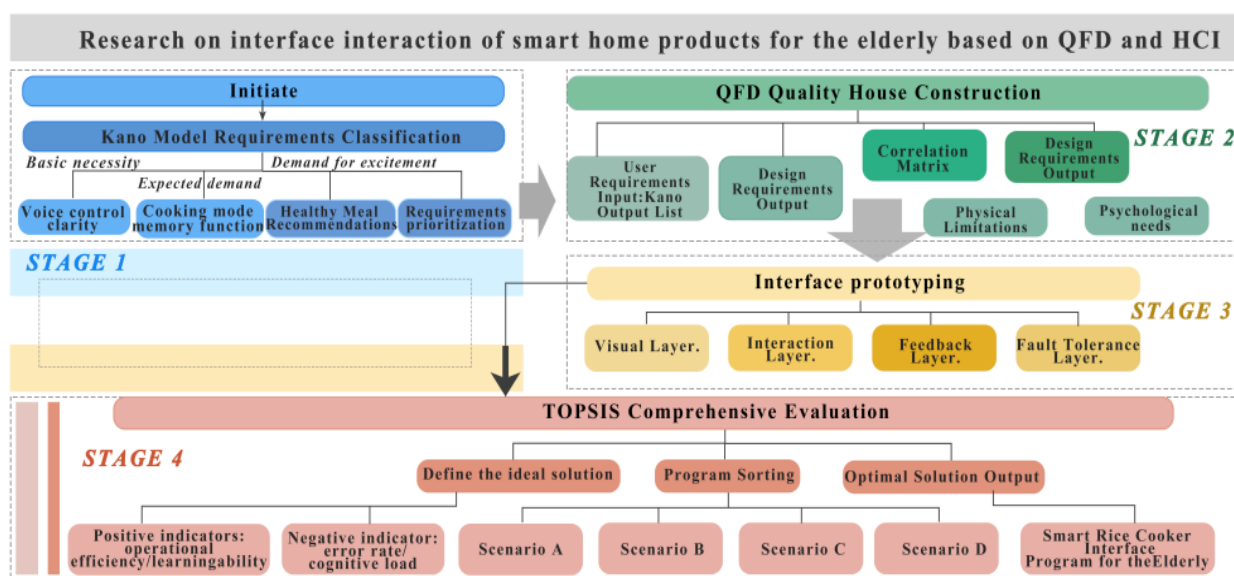 Research on interface interaction of smart home products for the elderly based on QFD and HCI
Initiate
Kano Model Requirements Classification
Basic necessity
Demand for excitement
Expected demand
Voice control
clarity
Cooking mode
memory function
Healthy Meal
Recommendations
Requirements
prioritization
STAGE 1
QFD Quality House Construction
STAGE 2
User
Requirements
Input:Kano
Output List
Design
Requirements
Output
Correlation
Matrix
Design
Requirements
Output
Physical
Limitations
Psychological
needs
Interface prototyping
STAGE 3
Visual Layer.
Interaction
Layer.
Feedback
Layer.
Fault Tolerance
Layer.
TOPSIS Comprehensive Evaluation
STAGE 4
Define the ideal solution
Program Sorting
Optimal Solution Output
Positive indicators:
operational
efficiency/learningability
Negative indicator:
error rate/
cognitive load
Scenario A
Scenario B
Scenario C
Scenario D
Smart Rice Cooker
Interface
Program for theElderly